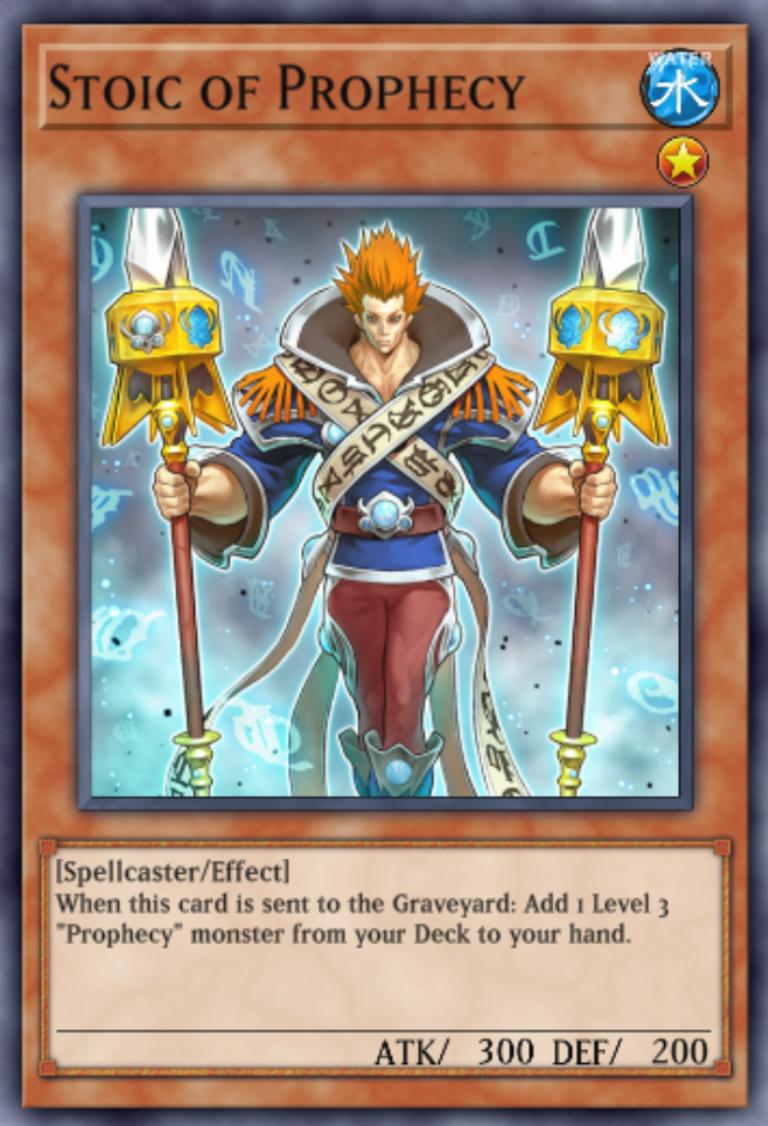 Stoic of Prophecy
WATER
水
[Spellcaster/Effect]
When this card is sent to the Graveyard: Add 1 Level 3
"Prophecy" monster from your Deck to your hand.
ATK/ 300 DEF/ 200